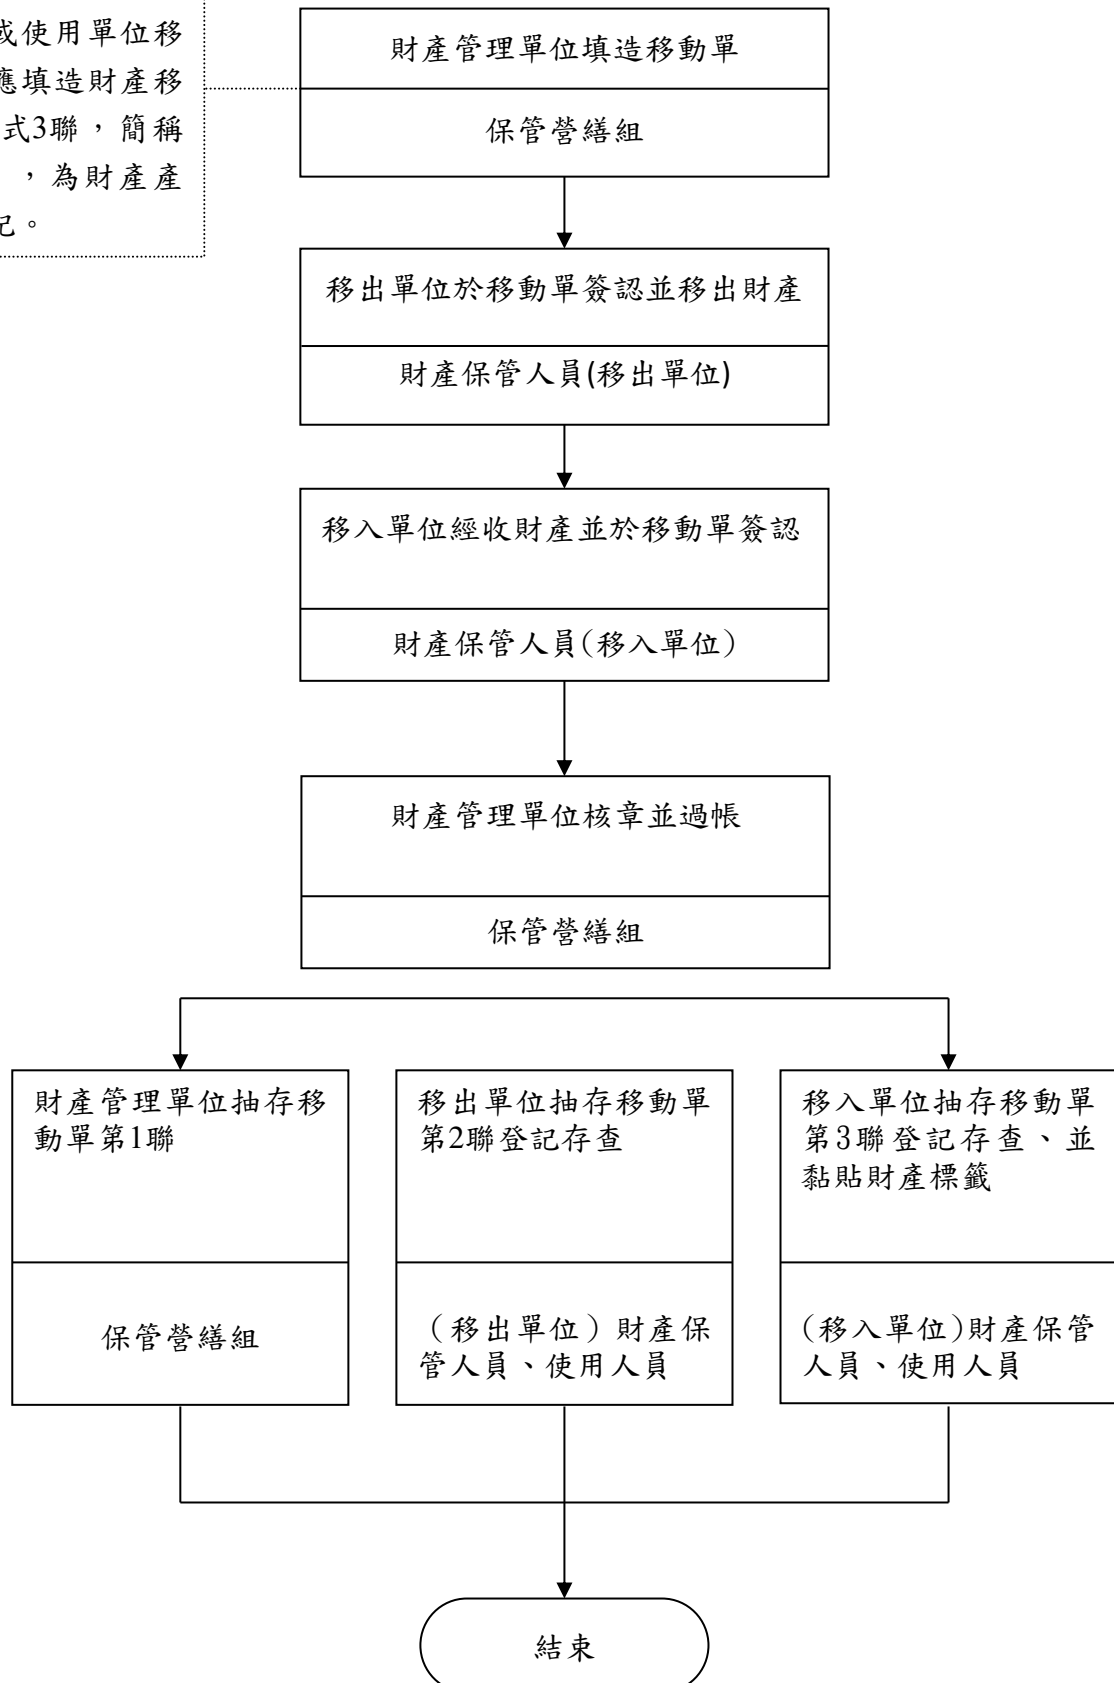 或使用單位移
應填造財產移
式3聯，簡稱
，為財產產
記。
財產管理單位填造移動單
保管營繕組
移出單位於移動單簽認並移出財產
財產保管人員(移出單位)
移入單位經收財產並於移動單簽認
財產保管人員(移入單位)
財產管理單位核章並過帳
保管營繕組
財產管理單位抽存移
動單第1聯
保管營繕組
移出單位抽存移動單
第2聯登記存查
（移出單位）財產保
管人員、使用人員
移入單位抽存移動單
第3聯登記存查、並
黏貼財產標籤
(移入單位)財產保管
人員、使用人員
結束